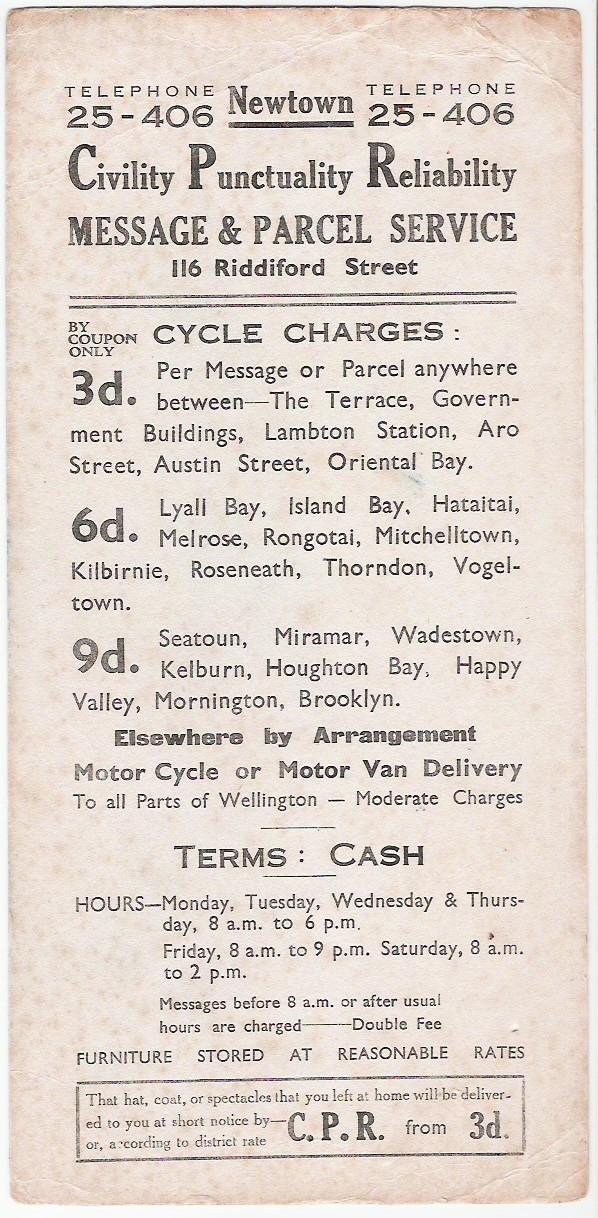 TELEPHONE Newtown TELEPHONE
25-406 25-406
Civility Punctuality Reliability
MESSAGE & PARCEL SERVICE
116 Riddiford Street
BY COUPON ONLY CYCLE CHARGES:
3d. Per Message or Parcel anywhere
between—The Terrace, Govern-
ment Buildings, Lambton Station, Aro
Street, Austin Street, Oriental Bay.
6d. Lyall Bay, Island Bay, Hataitai,
Melrose, Rongotai, Mitchelltown,
Kilbirnie, Roseneath, Thorndon, Vogel-
town.
9d. Seatoun, Miramar, Wadestown,
Kelburn, Houghton Bay, Happy
Valley, Mornington, Brooklyn.
Elsewhere by Arrangement
Motor Cycle or Motor Van Delivery
To all Parts of Wellington — Moderate Charges
TERMS: CASH
HOURS—Monday, Tuesday, Wednesday & Thurs-
day, 8 a.m. to 6 p.m.
Friday, 8 a.m. to 9 p.m. Saturday, 8 a.m.
to 2 p.m.
Messages before 8 a.m. or after usual
hours are charged———Double Fee
FURNITURE STORED AT REASONABLE RATES
That hat, coat, or spectacles that you left at home will be deliver-
ed to you at short notice by— C.P.R. from 3d.
or, according to district rate